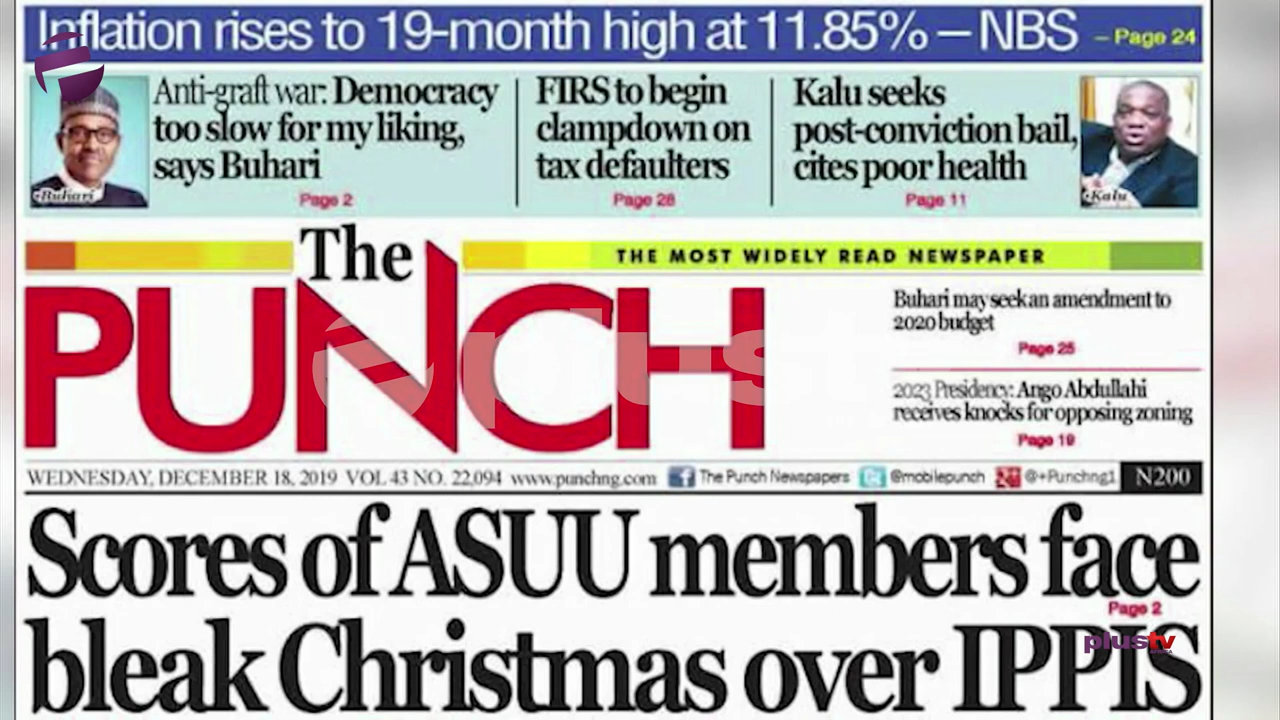 Inflation rises to 19-month high at 11.85% – NBS – Page 24
Anti-graft war: Democracy
too slow for my liking,
says Buhari
Page 2
•Buhari
FIRS to begin
clampdown on
tax defaulters
Page 28
Kalu seeks
post-conviction bail,
cites poor health
Page 11
•Kalu
The
PUNCH
THE MOST WIDELY READ NEWSPAPER
Buhari may seek an amendment to
2020 budget
Page 25
2023 Presidency: Ango Abdullahi
receives knocks for opposing zoning
Page 19
WEDNESDAY, DECEMBER 18, 2019 VOL 43 NO. 22,094 www.punchng.com The Punch Newspapers @mobilepunch @+Punchng1 N200
Scores of ASUU members face
Page 2
bleak Christmas over IPPIS
plus
plustv